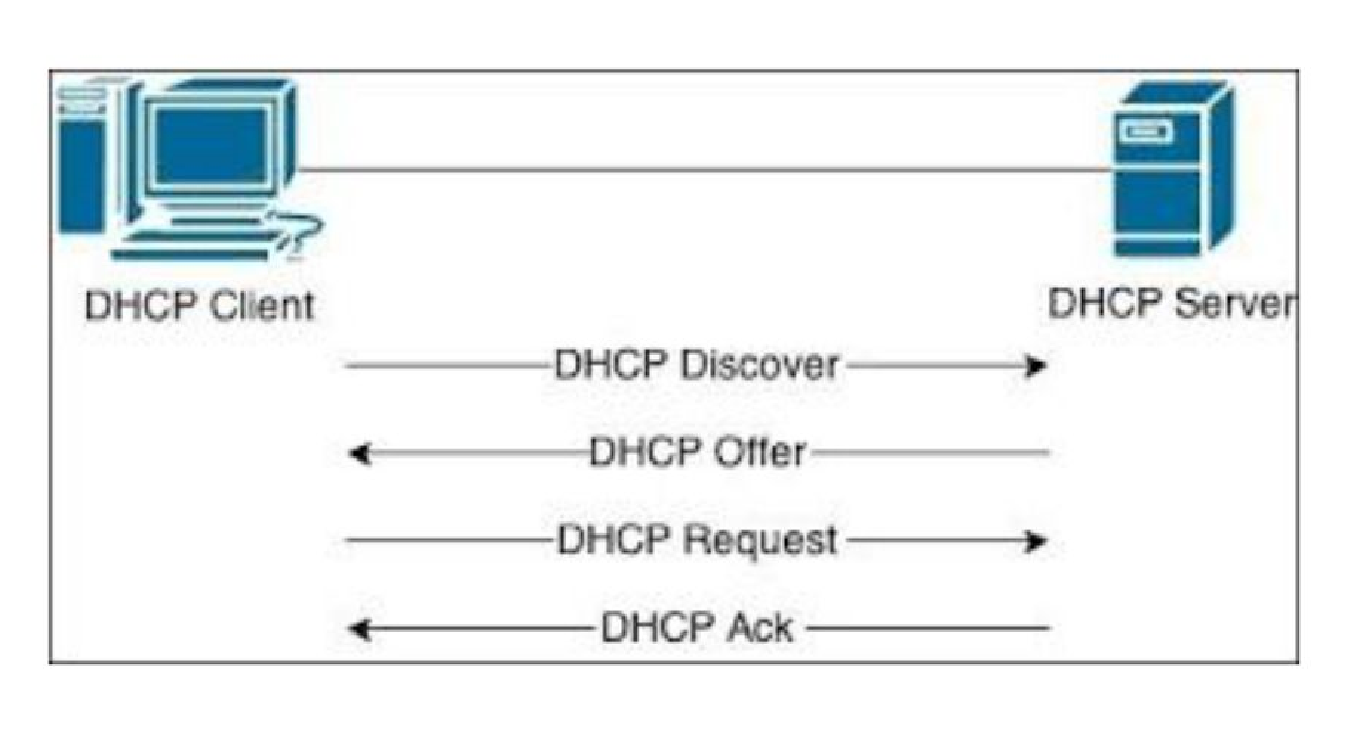 DHCP Client
DHCP Server
DHCP Discover
DHCP Offer
DHCP Request
DHCP Ack